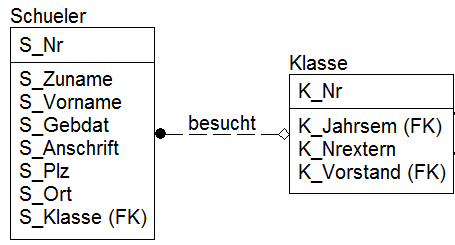 Schueler
S_Nr
S_Zuname
S_Vorname
S_Gebdat
S_Anschrift
S_Plz
S_Ort
S_Klasse (FK)
besucht
Klasse
K_Nr
K_Jahrsem (FK)
K_Nrextern
K_Vorstand (FK)